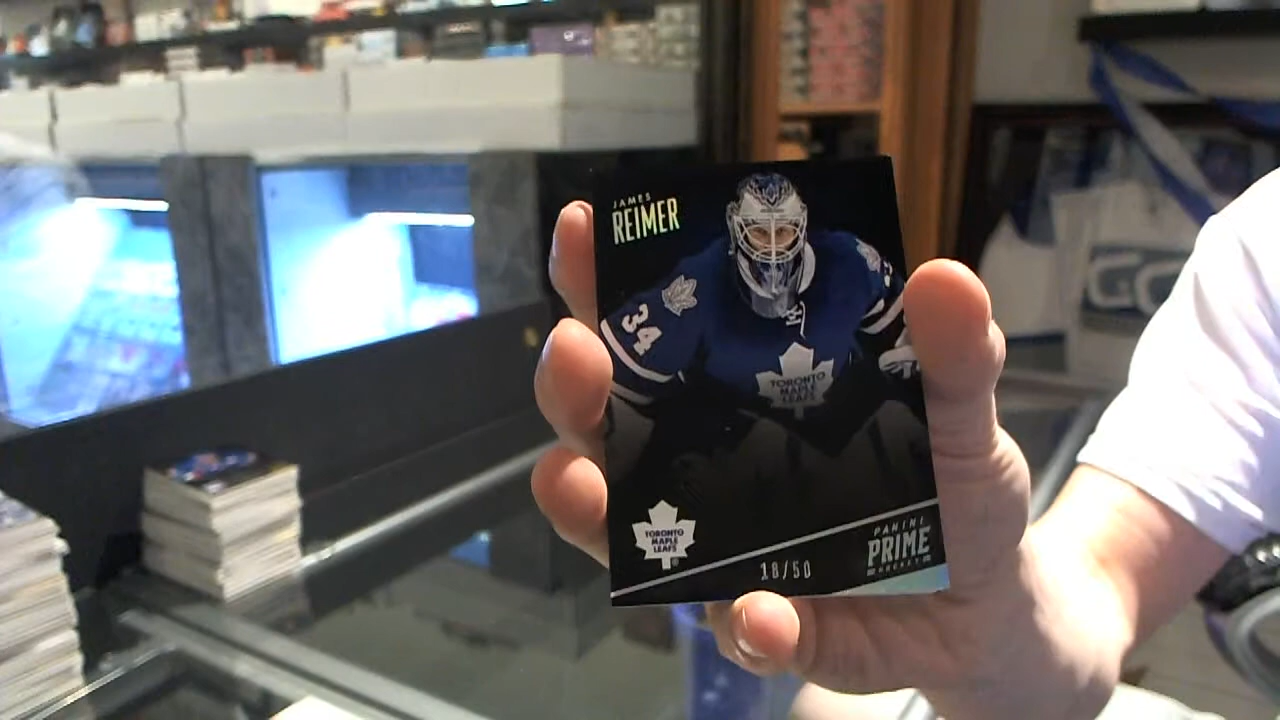 JAMES
REIMER
34
TORONTO
MAPLE
LEAFS
TORONTO
MAPLE
LEAFS
PANINI
PRIME
HOCKEY
18/50